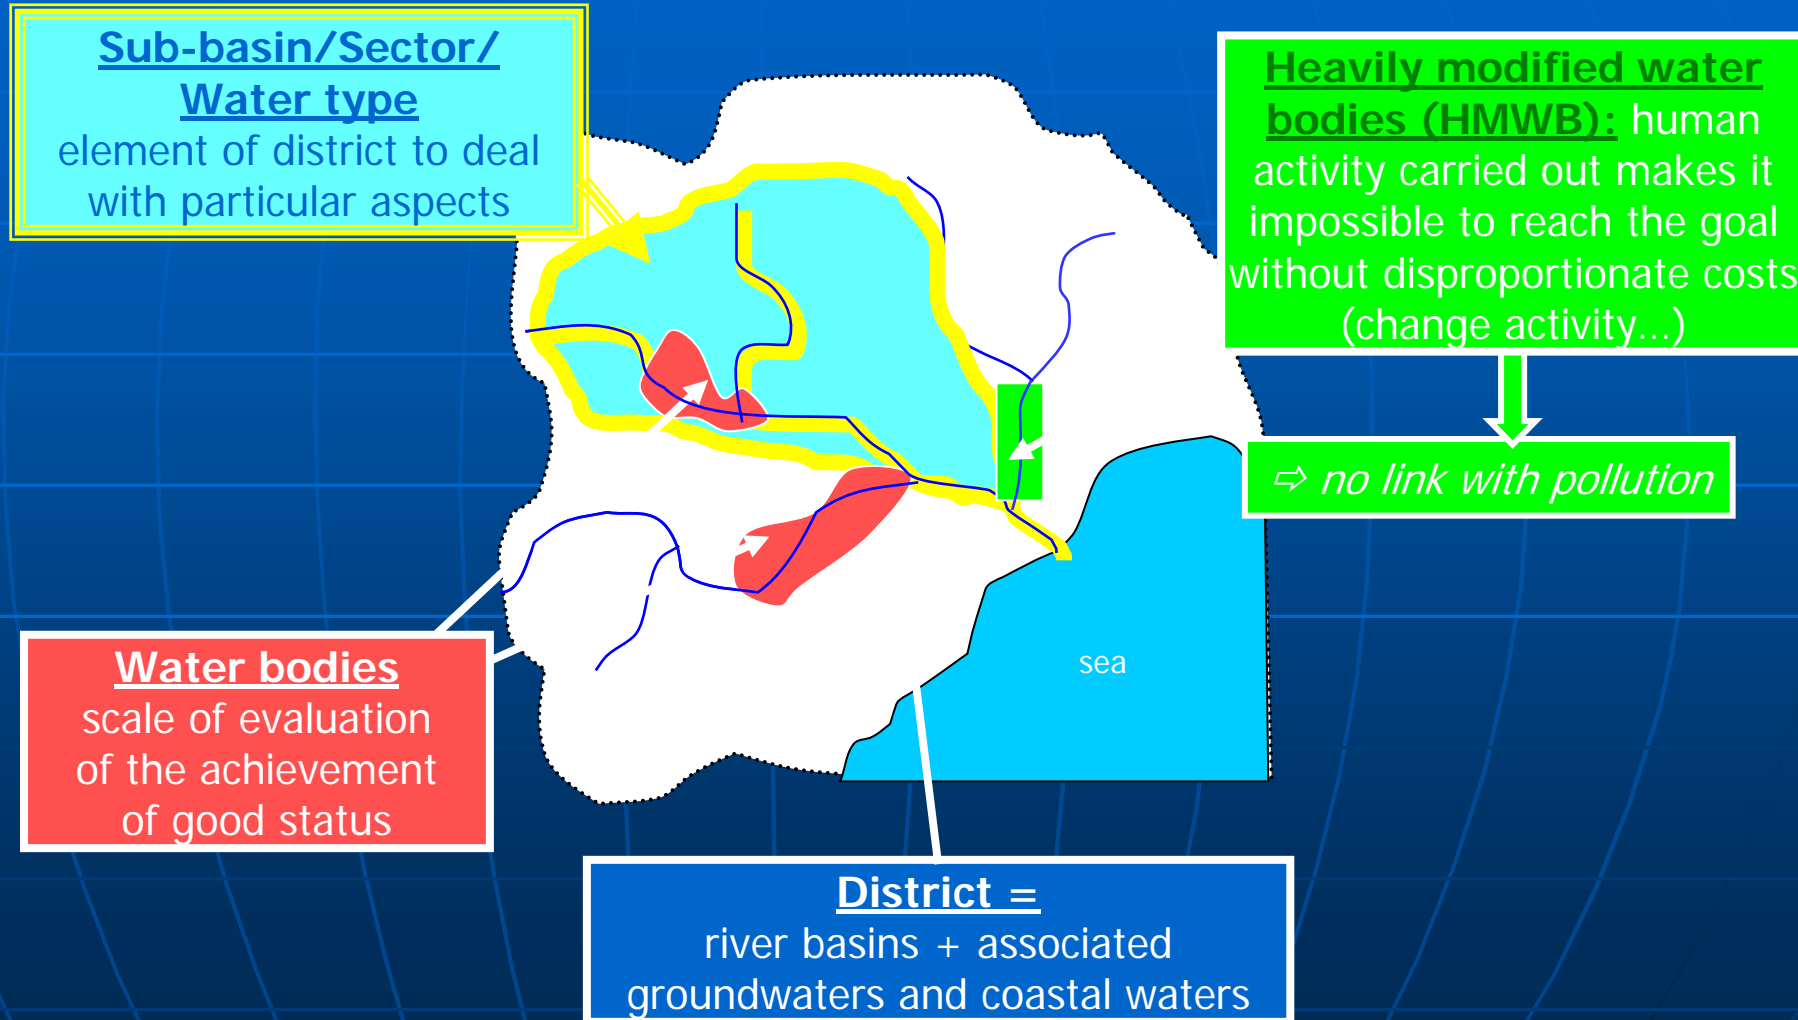 Sub-basin/Sector/
Water type
element of district to deal
with particular aspects
Heavily modified water
bodies (HMWB): human
activity carried out makes it
impossible to reach the goal
without disproportionate costs
(change activity...)
⇨ no link with pollution
sea
Water bodies
scale of evaluation
of the achievement
of good status
District =
river basins + associated
groundwaters and coastal waters